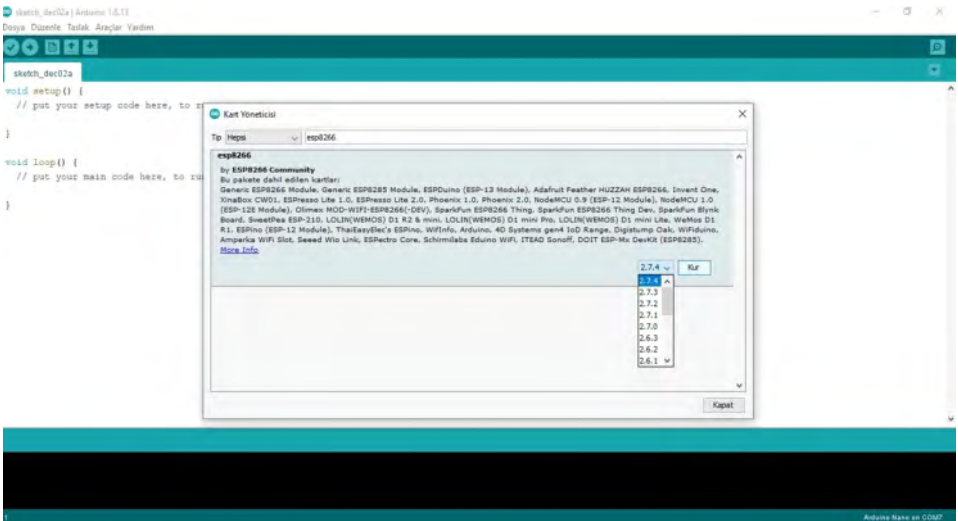 sketch_dec02a | Arduino 1.8.13
Dosya Düzenle Taslak Araçlar Yardım
sketch_dec02a
void setup() {
// put your setup code here, to r
}
void loop() {
// put your main code here, to ru
}
Kart Yöneticisi
Tip Hepsi esp8266
esp8266
by ESP8266 Community
Bu pakete dahil edilen kartlar:
Generic ESP8266 Module, Generic ESP8285 Module, ESPDuino (ESP-13 Module), Adafruit Feather HUZZAH ESP8266, Invent One,
XinaBox CW01, ESPresso Lite 1.0, ESPresso Lite 2.0, Phoenix 1.0, Phoenix 2.0, NodeMCU 0.9 (ESP-12 Module), NodeMCU 1.0
(ESP-12E Module), Olimex MOD-WIFI-ESP8266(-DEV), SparkFun ESP8266 Thing, SparkFun ESP8266 Thing Dev, SparkFun Blynk
Board, SweetPea ESP-210, LOLIN(WEMOS) D1 R2 & mini, LOLIN(WEMOS) D1 mini Pro, LOLIN(WEMOS) D1 mini Lite, WeMos D1
R1, ESPino (ESP-12 Module), ThaiEasyElec's ESPino, WifInfo, Arduino, 4D Systems gen4 IoD Range, Digistump Oak, WiFiduino,
Amperka WiFi Slot, Seeed Wio Link, ESPectro Core, Schirmilabs Eduino WiFi, ITEAD Sonoff, DOIT ESP-Mx DevKit (ESP8285).
More Info
2.7.4 Kur
2.7.4
2.7.3
2.7.2
2.7.1
2.7.0
2.6.3
2.6.2
2.6.1
Kapat
1 Arduino Nano on COM7